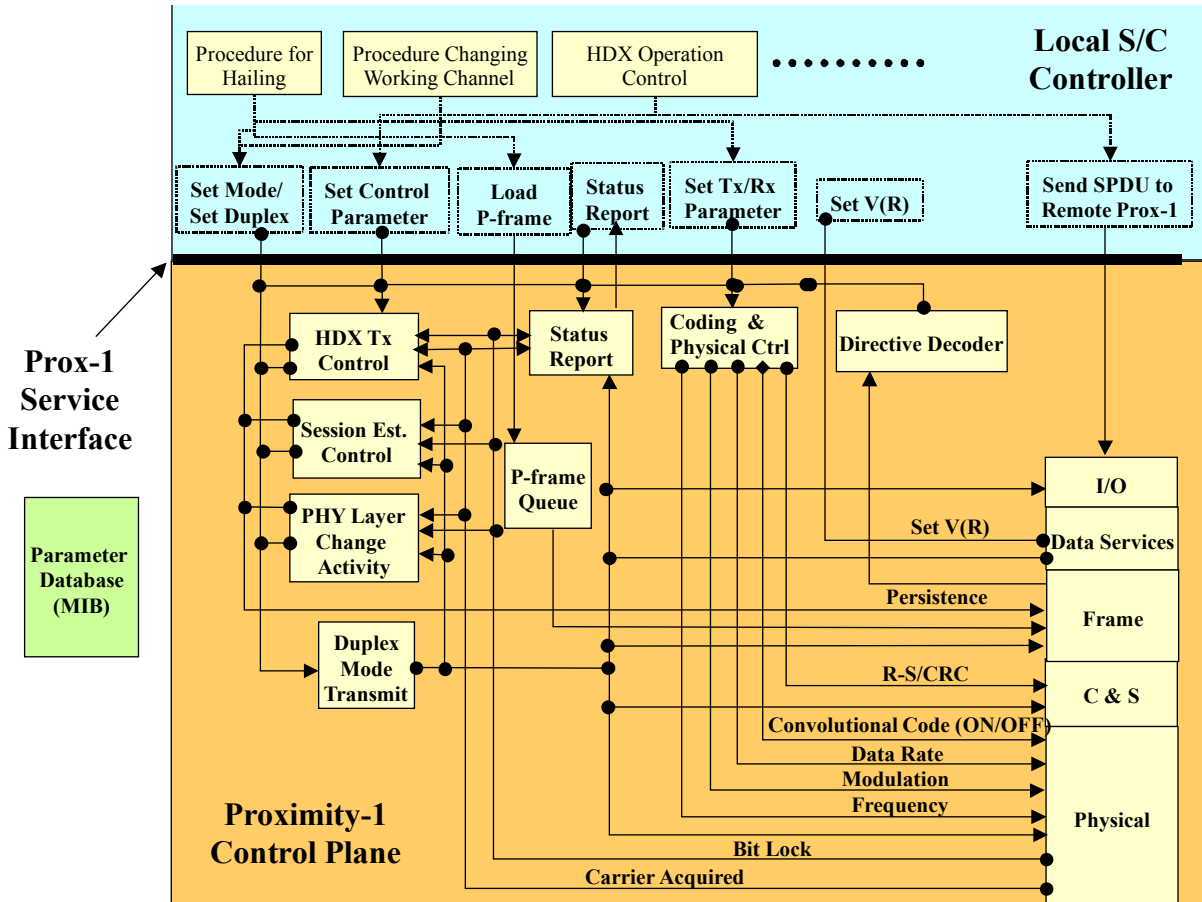 Procedure for
Hailing
Procedure Changing
Working Channel
HDX Operation
Control
Local S/C
Controller
Set Mode/
Set Duplex
Set Control
Parameter
Load
P-frame
Status
Report
Set Tx/Rx
Parameter
Set V(R)
Send SPDU to
Remote Prox-1
Prox-1
Service
Interface
HDX Tx
Control
Status
Report
Coding &
Physical Ctrl
Directive Decoder
Session Est.
Control
P-frame
Queue
I/O
Parameter
Database
(MIB)
PHY Layer
Change
Activity
Set V(R)
Data Services
Persistence
Frame
Duplex
Mode
Transmit
R-S/CRC
C & S
Convolutional Code (ON/OFF)
Data Rate
Modulation
Frequency
Physical
Proximity-1
Control Plane
Bit Lock
Carrier Acquired